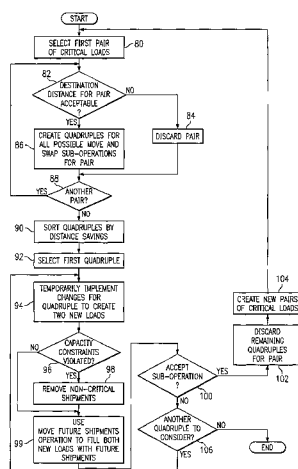 START
SELECT FIRST PAIR
OF CRITICAL LOADS
80
82
DESTINATION
DISTANCE FOR PAIR
ACCEPTABLE
?
NO
YES
84
DISCARD PAIR
86
CREATE QUADRUPLES FOR
ALL POSSIBLE MOVE AND
SWAP SUB-OPERATIONS
FOR PAIR
88
YES
ANOTHER
PAIR?
NO
90
SORT QUADRUPLES BY
DISTANCE SAVINGS
92
SELECT FIRST QUADRUPLE
94
TEMPORARILY IMPLEMENT
CHANGES FOR
QUADRUPLE TO CREATE
TWO NEW LOADS
NO
CAPACITY
CONSTRAINTS
VIOLATED?
96
YES
98
REMOVE NON-CRITICAL
SHIPMENTS
99
USE
MOVE FUTURE SHIPMENTS
OPERATION TO FILL BOTH
NEW LOADS WITH FUTURE
SHIPMENTS
104
CREATE NEW PAIRS
OF CRITICAL LOADS
DISCARD
REMAINING
QUADRUPLES
FOR PAIR
102
ACCEPT
SUB-OPERATION
?
YES
100
NO
ANOTHER
QUADRUPLE TO
CONSIDER?
NO
END
106
YES